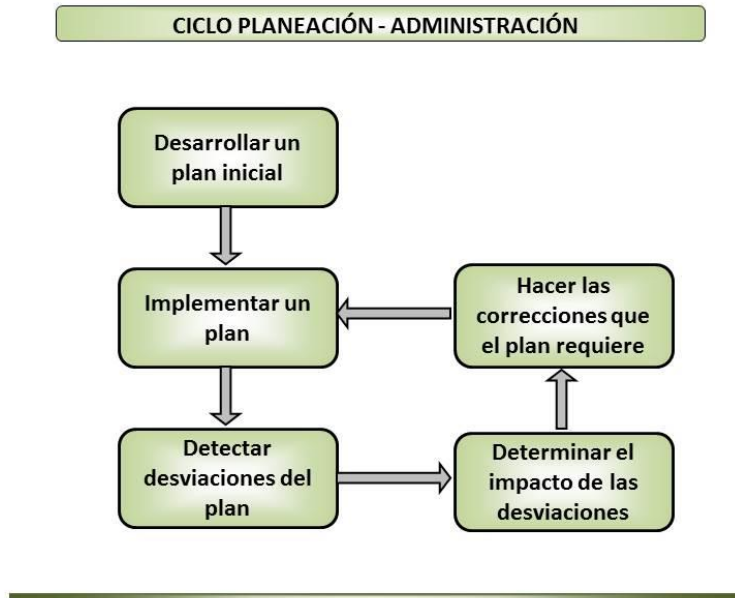 CICLO PLANEACIÓN - ADMINISTRACIÓN
Desarrollar un
plan inicial
Implementar un
plan
Hacer las
correcciones que
el plan requiere
Detectar
desviaciones del
plan
Determinar el
impacto de las
desviaciones